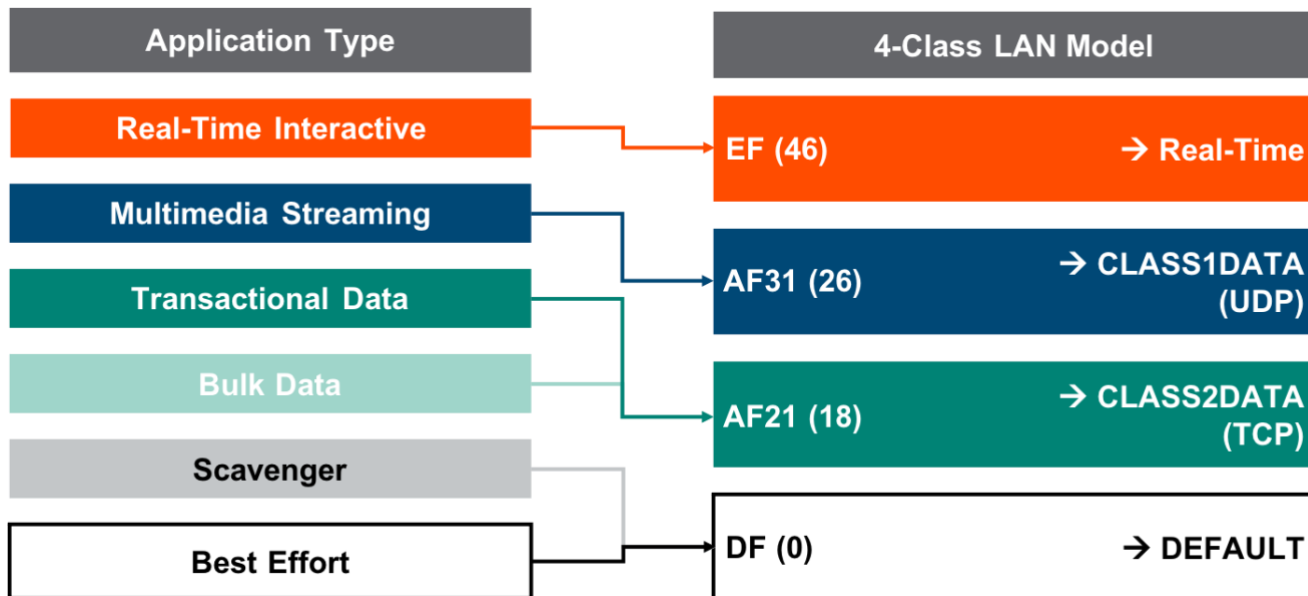 Application Type
Real-Time Interactive
Multimedia Streaming
Transactional Data
Bulk Data
Scavenger
Best Effort
4-Class LAN Model
EF (46) → Real-Time
AF31 (26) → CLASS1DATA
(UDP)
AF21 (18) → CLASS2DATA
(TCP)
DF (0) → DEFAULT